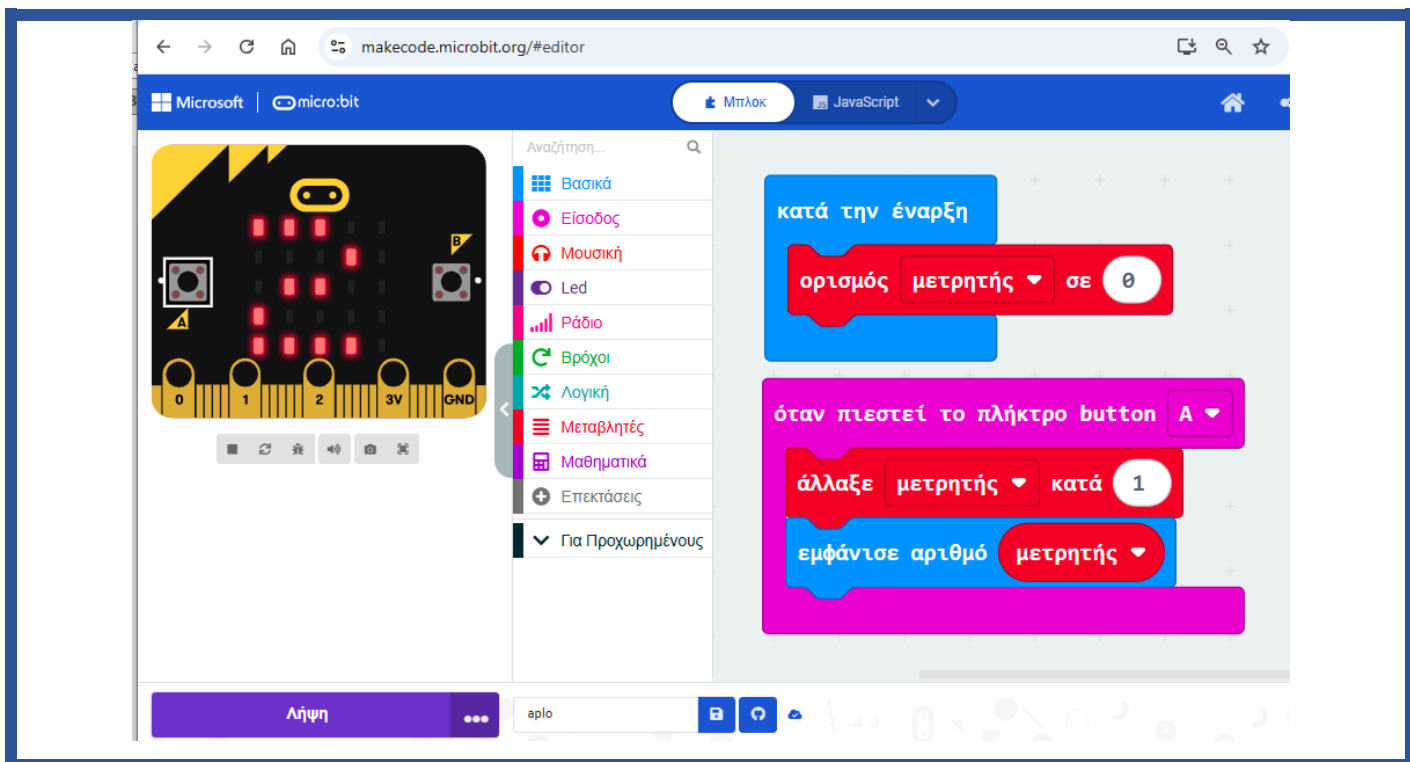 makecode.microbit.org/#editor
Microsoft micro:bit
Μπλοκ
JS JavaScript
B
A
0 1 2 3V GND
Αναζήτηση...
Βασικά
Είσοδος
Μουσική
Led
Ράδιο
Βρόχοι
Λογική
Μεταβλητές
Μαθηματικά
Επεκτάσεις
Για Προχωρημένους
κατά την έναρξη
ορισμός μετρητής σε 0
όταν πιεστεί το πλήκτρο button A
άλλαξε μετρητής κατά 1
εμφάνισε αριθμό μετρητής
Λήψη
aplo